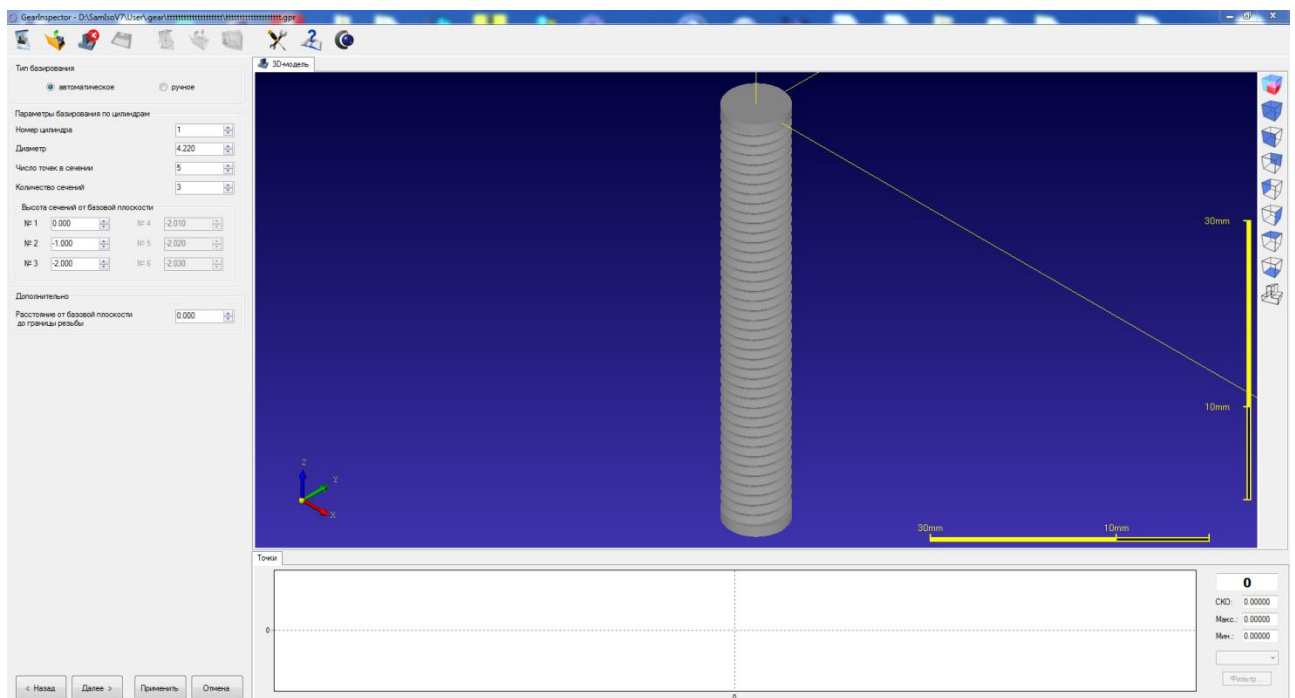 GearInspector - D:\SamIsoV7\User\.gear\
3D-модель
Тип базирования
автоматическое
ручное
Параметры базирования по цилиндрам
Номер цилиндра 1
Диаметр 4.220
Число точек в сечении 5
Количество сечений 3
Высота сечений от базовой плоскости
№ 1 0.000 № 4 -2.010
№ 2 -1.000 № 5 -2.020
№ 3 -2.000 № 6 -2.030
Дополнительно
Расстояние от базовой плоскости 0.000
до границы резьбы
30mm
10mm
Z
Y
X
30mm 10mm
Точки
0
0
0
СКО: 0.00000
Макс.: 0.00000
Мин.: 0.00000
Фильтр...
< Назад Далее > Применить Отмена